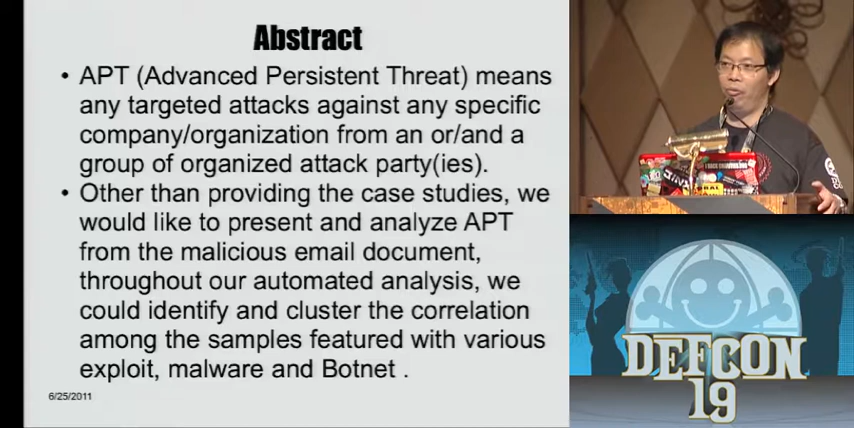 Abstract
• APT (Advanced Persistent Threat) means
any targeted attacks against any specific
company/organization from an or/and a
group of organized attack party(ies).
• Other than providing the case studies, we
would like to present and analyze APT
from the malicious email document,
throughout our automated analysis, we
could identify and cluster the correlation
among the samples featured with various
exploit, malware and Botnet .
6/25/2011
DEFCON
19